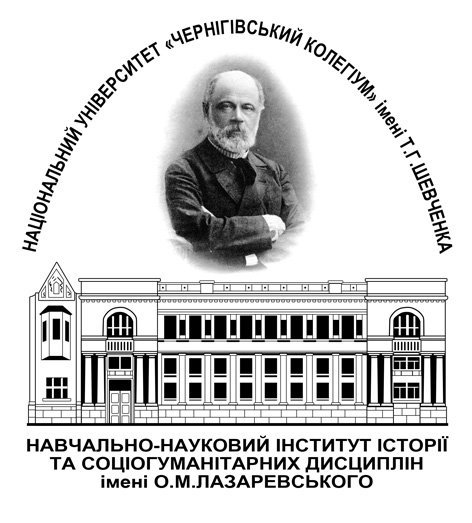 НАЦІОНАЛЬНИЙ УНІВЕРСИТЕТ «ЧЕРНІГІВСЬКИЙ КОЛЕГІУМ» імені Т.Г.ШЕВЧЕНКА
НАВЧАЛЬНО-НАУКОВИЙ ІНСТИТУТ ІСТОРІЇ
ТА СОЦІОГУМАНІТАРНИХ ДИСЦИПЛІН
імені О.М.ЛАЗАРЕВСЬКОГО